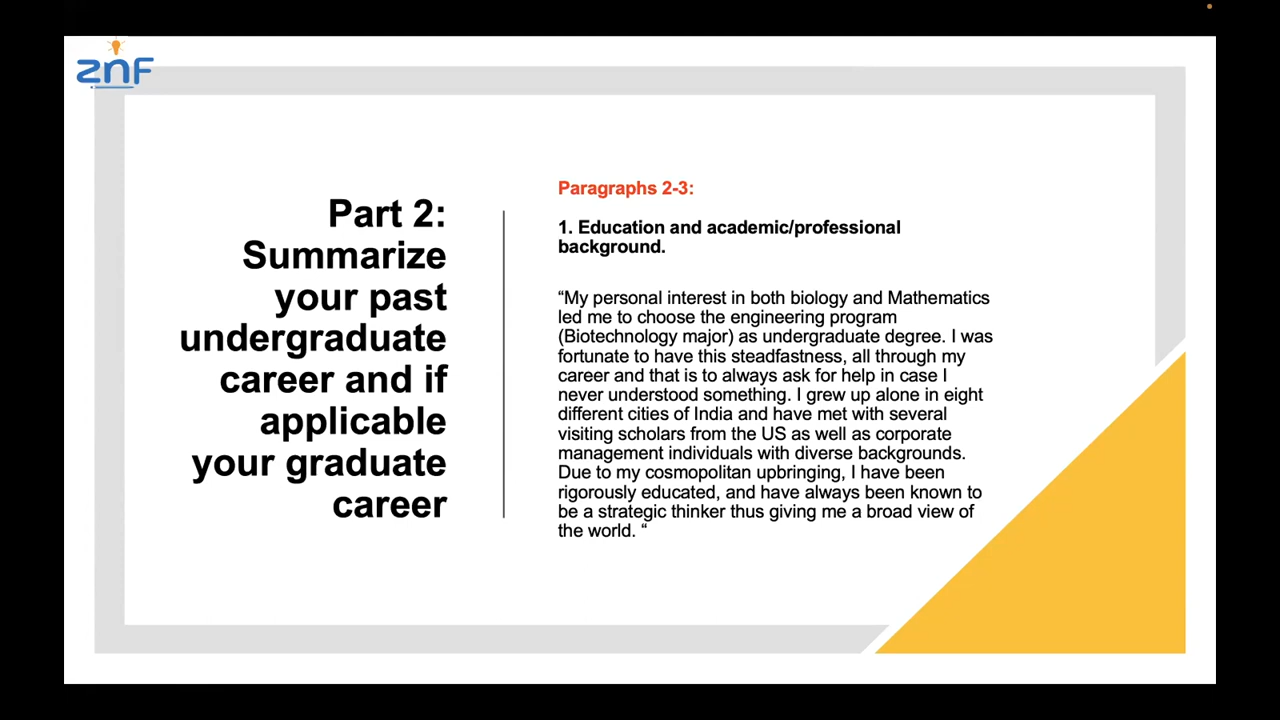 znF
Part 2:
Summarize
your past
undergraduate
career and if
applicable
your graduate
career
Paragraphs 2-3:
1. Education and academic/professional
background.
“My personal interest in both biology and Mathematics
led me to choose the engineering program
(Biotechnology major) as undergraduate degree. I was
fortunate to have this steadfastness, all through my
career and that is to always ask for help in case I
never understood something. I grew up alone in eight
different cities of India and have met with several
visiting scholars from the US as well as corporate
management individuals with diverse backgrounds.
Due to my cosmopolitan upbringing, I have been
rigorously educated, and have always been known to
be a strategic thinker thus giving me a broad view of
the world. “